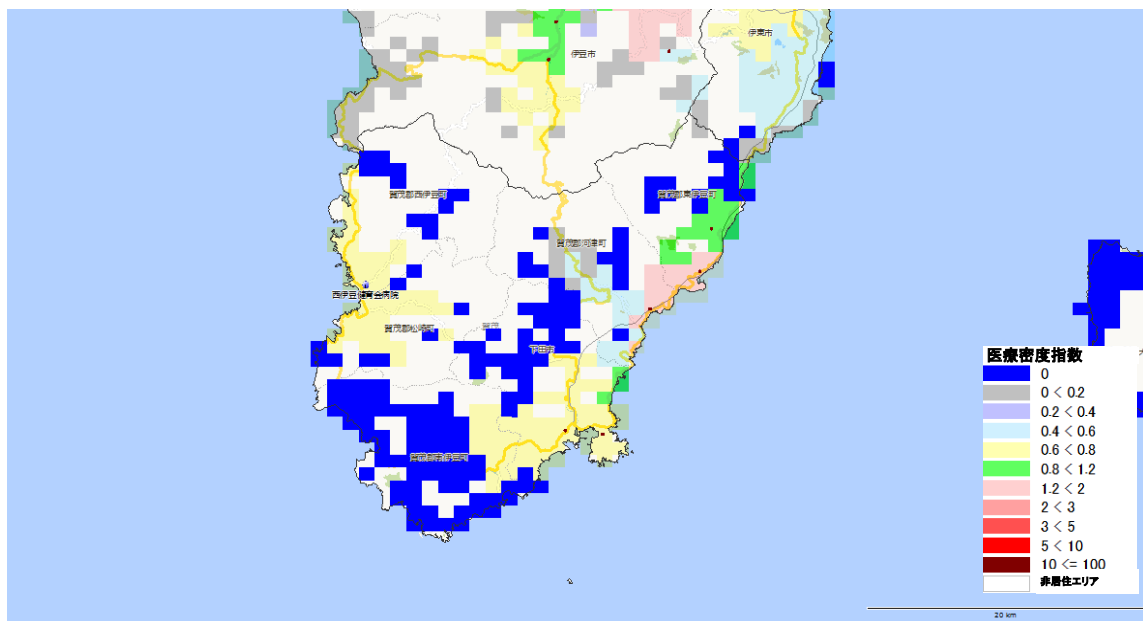 伊東市
伊豆市
賀茂郡西伊豆町
賀茂郡東伊豆町
賀茂郡河津町
西伊豆健育会病院
賀茂郡松崎町
賀茂
下田市
賀茂郡南伊豆町
医療密度指数
0
0 < 0.2
0.2 < 0.4
0.4 < 0.6
0.6 < 0.8
0.8 < 1.2
1.2 < 2
2 < 3
3 < 5
5 < 10
10 <= 100
非居住エリア
20 km